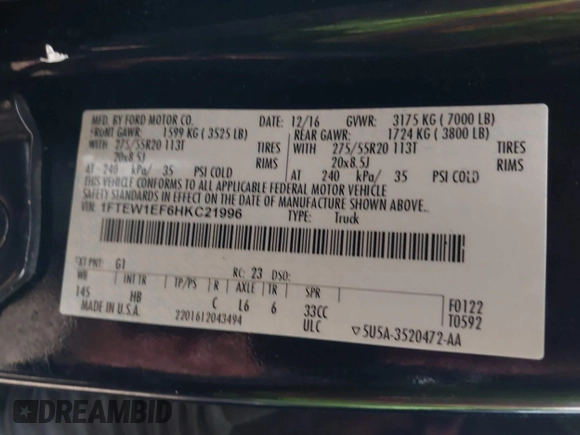 MFD. BY FORD MOTOR CO. DATE: 12/16 GVWR: 3175 KG ( 7000 LB)
FRONT GAWR: 1599 KG ( 3525 LB) REAR GAWR: 1724 KG ( 3800 LB)
WITH 275/55R20 113T TIRES WITH 275/55R20 113T TIRES
20x8.5J RIMS 20x8.5J RIMS
AT 240 kPa/ 35 PSI COLD AT 240 kPa/ 35 PSI COLD
THIS VEHICLE CONFORMS TO ALL APPLICABLE FEDERAL MOTOR VEHICLE
SAFETY STANDARDS IN EFFECT ON THE DATE OF MANUFACTURE SHOWN ABOVE.
VIN: 1FTEW1EF6HKC21996 TYPE: Truck
EXT PNT: G1 RC: 23 DSO:
WB INT TR TP/PS R AXLE TR SPR
145 HB C L6 6 33CC F0122
MADE IN U.S.A. ULC T0592
2201612043494 5U5A-3520472-AA
DREAMBID